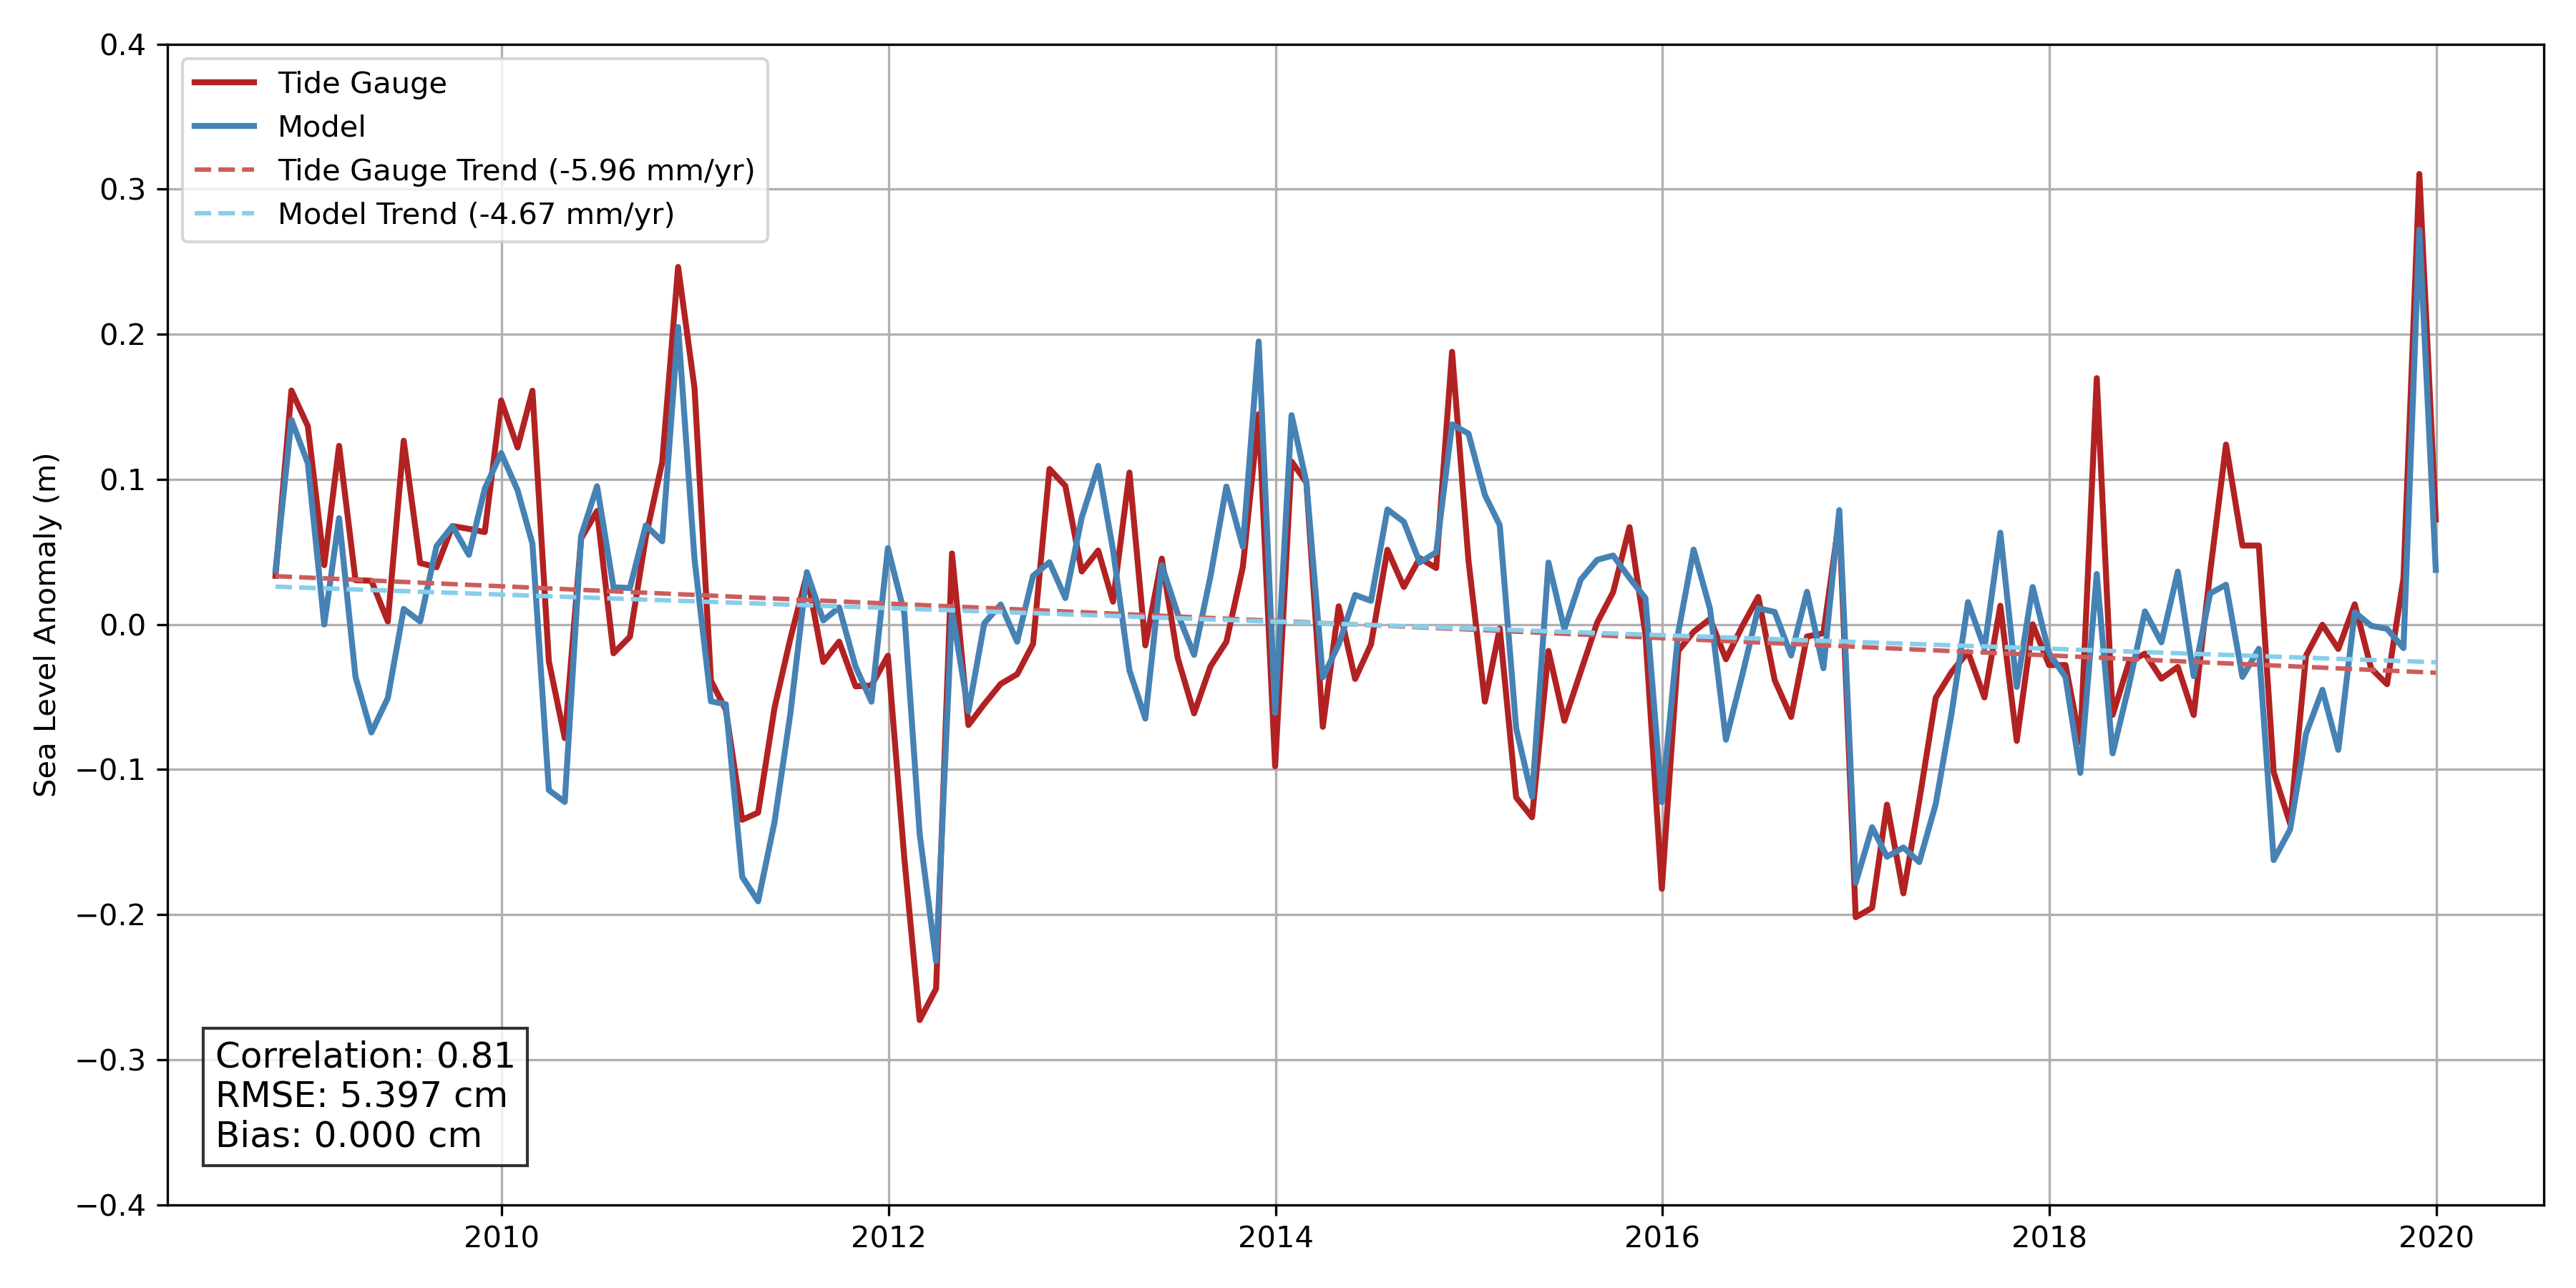 Tide Gauge
Model
Tide Gauge Trend (-5.96 mm/yr)
Model Trend (-4.67 mm/yr)
Sea Level Anomaly (m)
0.4
0.3
0.2
0.1
0.0
−0.1
−0.2
−0.3
−0.4
Correlation: 0.81
RMSE: 5.397 cm
Bias: 0.000 cm
2010 2012 2014 2016 2018 2020